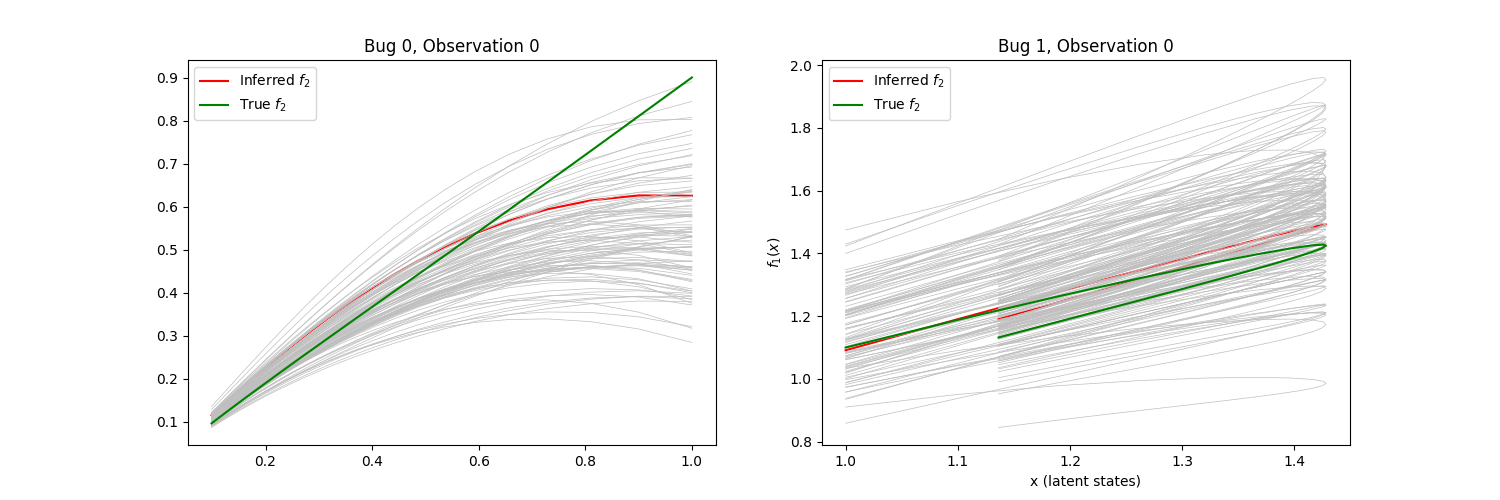 Bug 0, Observation 0
Inferred f₂
True f₂
0.9
0.8
0.7
0.6
0.5
0.4
0.3
0.2
0.1
0.2 0.4 0.6 0.8 1.0
Bug 1, Observation 0
Inferred f₂
True f₂
f₁(x)
2.0
1.8
1.6
1.4
1.2
1.0
0.8
1.0 1.1 1.2 1.3 1.4
x (latent states)